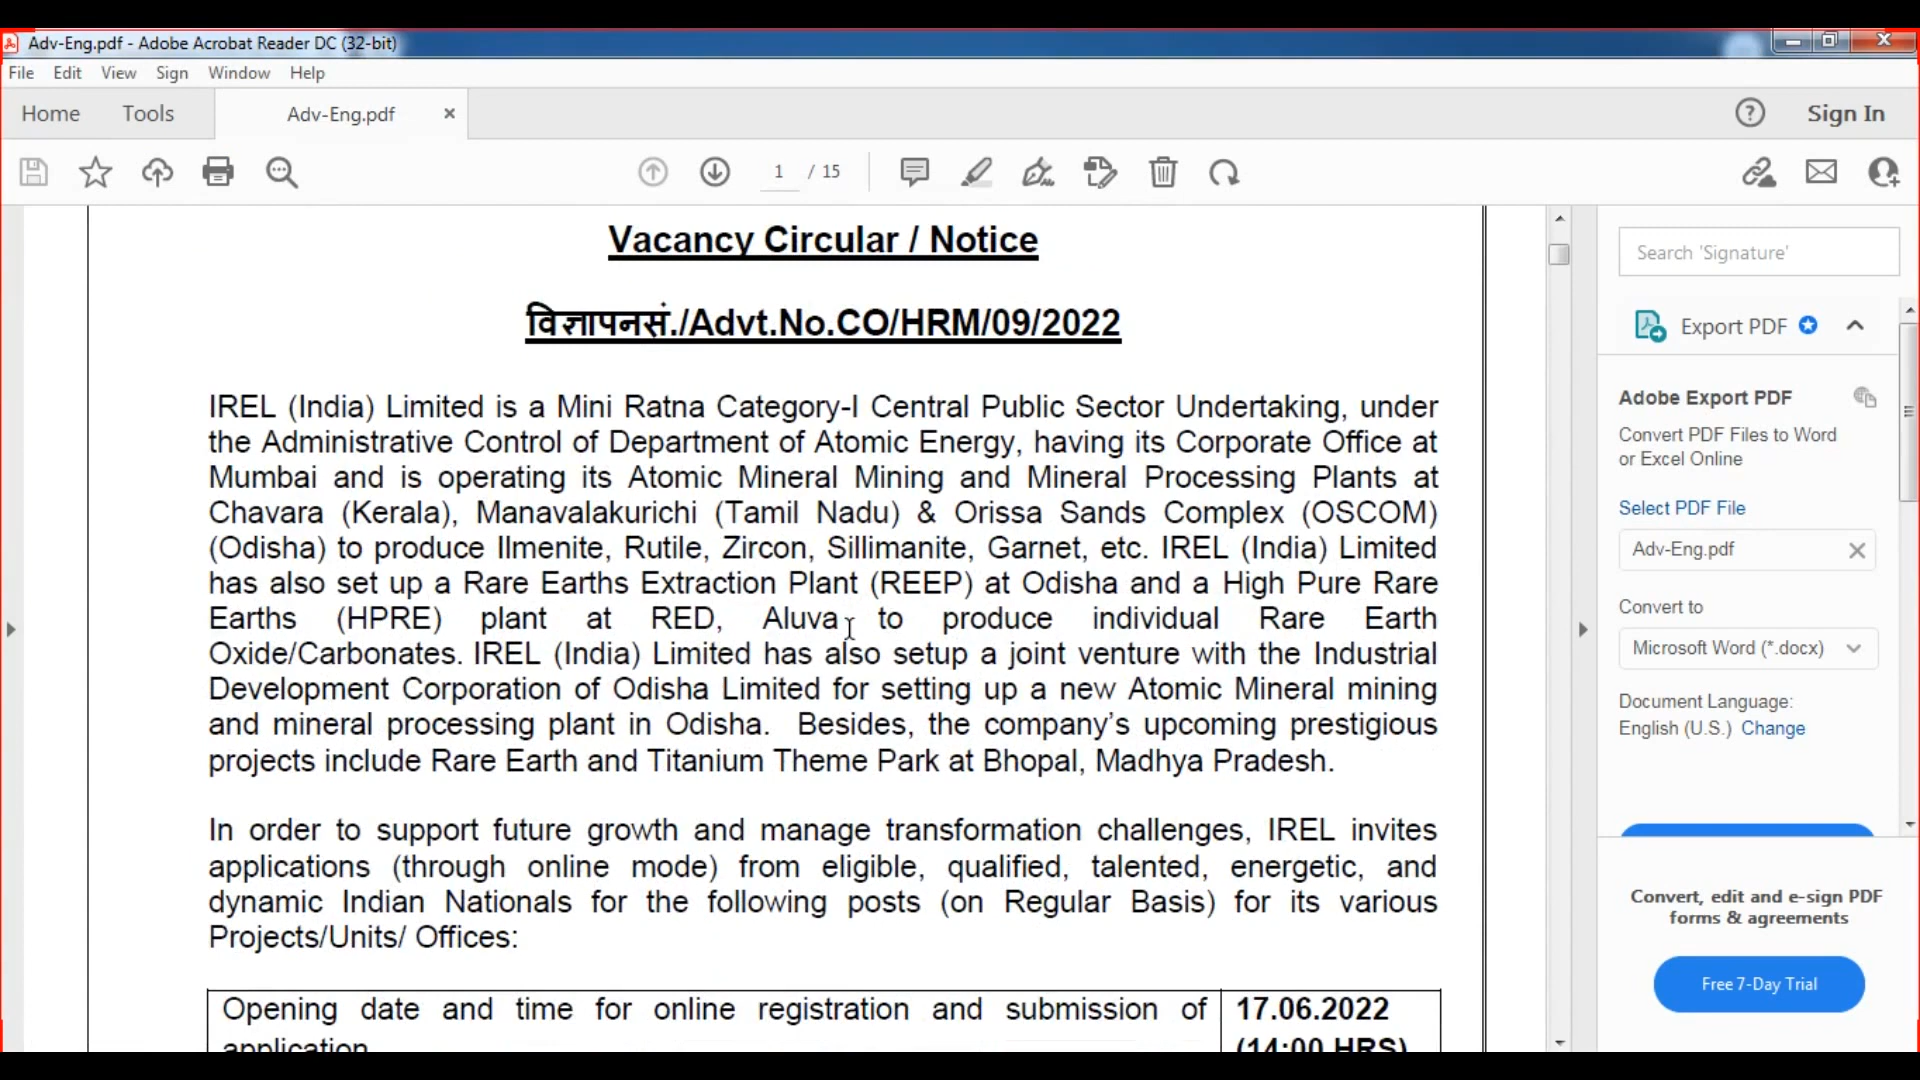 Adv-Eng.pdf - Adobe Acrobat Reader DC (32-bit)
File Edit View Sign Window Help
Home Tools Adv-Eng.pdf Sign In
1 / 15
Vacancy Circular / Notice
विज्ञापनसं./Advt.No.CO/HRM/09/2022
IREL (India) Limited is a Mini Ratna Category-I Central Public Sector Undertaking, under
the Administrative Control of Department of Atomic Energy, having its Corporate Office at
Mumbai and is operating its Atomic Mineral Mining and Mineral Processing Plants at
Chavara (Kerala), Manavalakurichi (Tamil Nadu) & Orissa Sands Complex (OSCOM)
(Odisha) to produce Ilmenite, Rutile, Zircon, Sillimanite, Garnet, etc. IREL (India) Limited
has also set up a Rare Earths Extraction Plant (REEP) at Odisha and a High Pure Rare
Earths (HPRE) plant at RED, Aluva to produce individual Rare Earth
Oxide/Carbonates. IREL (India) Limited has also setup a joint venture with the Industrial
Development Corporation of Odisha Limited for setting up a new Atomic Mineral mining
and mineral processing plant in Odisha. Besides, the company's upcoming prestigious
projects include Rare Earth and Titanium Theme Park at Bhopal, Madhya Pradesh.
In order to support future growth and manage transformation challenges, IREL invites
applications (through online mode) from eligible, qualified, talented, energetic, and
dynamic Indian Nationals for the following posts (on Regular Basis) for its various
Projects/Units/ Offices:
Opening date and time for online registration and submission of 17.06.2022
application (14:00 HRS)
Search 'Signature'
Export PDF
Adobe Export PDF
Convert PDF Files to Word
or Excel Online
Select PDF File
Adv-Eng.pdf
Convert to
Microsoft Word (*.docx)
Document Language:
English (U.S.) Change
Convert, edit and e-sign PDF
forms & agreements
Free 7-Day Trial